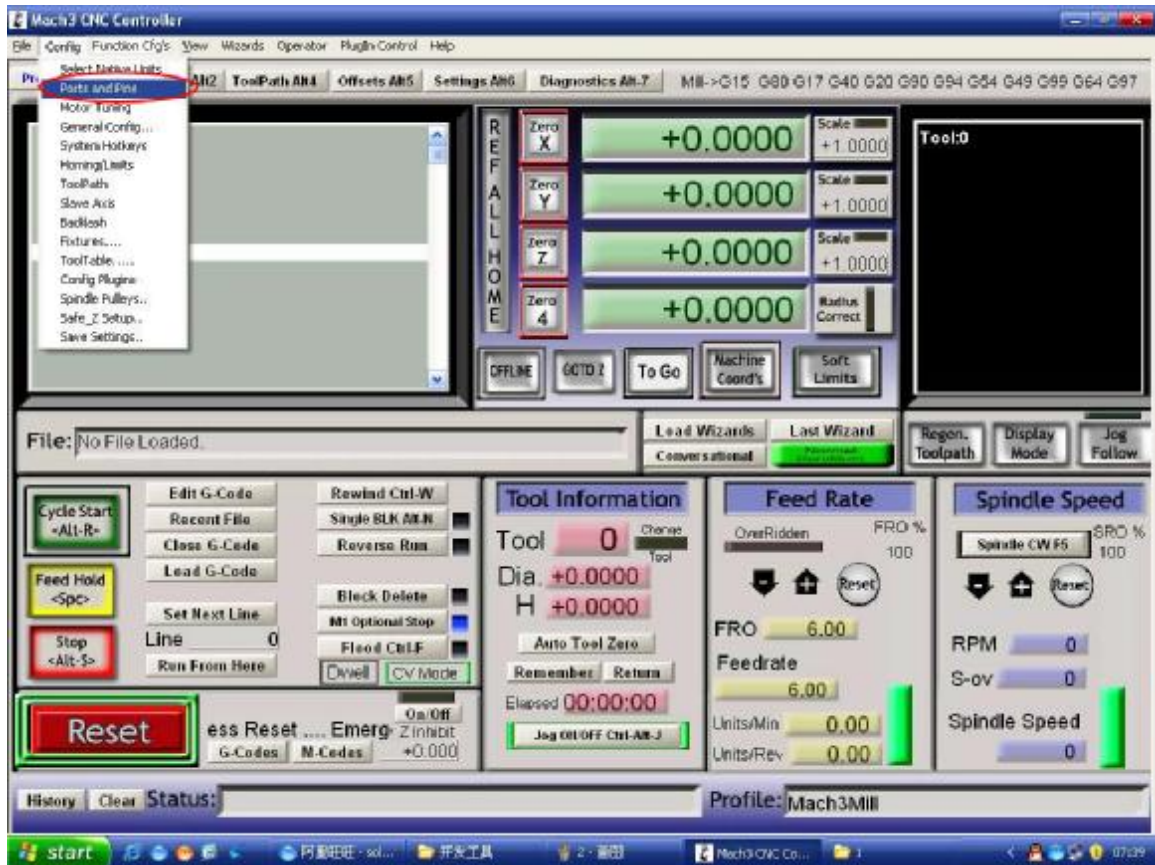 Mach3 CNC Controller
File Config Function Cfg's View Wizards Operator PlugIn Control Help
Select Native Units
Ports and Pins
Motor Tuning
General Config...
System Hotkeys
Homing/Limits
ToolPath
Slave Axis
Backlash
Fixtures....
ToolTable.....
Config Plugins
Spindle Pulleys..
Safe_Z Setup..
Save Settings..
Alt2 ToolPath Alt4 Offsets Alt5 Settings Alt6 Diagnostics Alt-7 Mill->G15 G80 G17 G40 G20 G90 G94 G54 G49 G99 G64 G97
REF ALL HOME
Zero X +0.0000 Scale +1.0000
Zero Y +0.0000 Scale +1.0000
Zero Z +0.0000 Scale +1.0000
Zero 4 +0.0000 Radius Correct
OFFLINE GOTO Z To Go Machine Coord's Soft Limits
Tool:0
File: No File Loaded.
Load Wizards Last Wizard
Conversational
Regen. Toolpath Display Mode Jog Follow
Cycle Start <Alt-R>
Feed Hold <Spc>
Stop <Alt-S>
Edit G-Code
Recent File
Close G-Code
Load G-Code
Set Next Line
Line 0
Run From Here
Rewind Ctrl-W
Single BLK Alt-N
Reverse Run
Block Delete
M1 Optional Stop
Flood Ctrl-F
Dwell CV Mode
Reset
ess Reset .... Emerg
G-Codes M-Codes
On/Off
Z Inhibit
+0.000
Tool Information
Tool 0 Change Tool
Dia. +0.0000
H +0.0000
Auto Tool Zero
Remember Return
Elapsed 00:00:00
Jog ON/OFF Ctrl-Alt-J
Feed Rate
OverRidden FRO % 100
Reset
FRO 6.00
Feedrate
6.00
Units/Min 0.00
Units/Rev 0.00
Spindle Speed
Spindle CW F5 SRO % 100
Reset
RPM 0
S-ov 0
Spindle Speed
0
History Clear Status: Profile: Mach3Mill
start 阿里旺旺 - sol... 开发工具 Mach3 CNC Co... 1 07:39